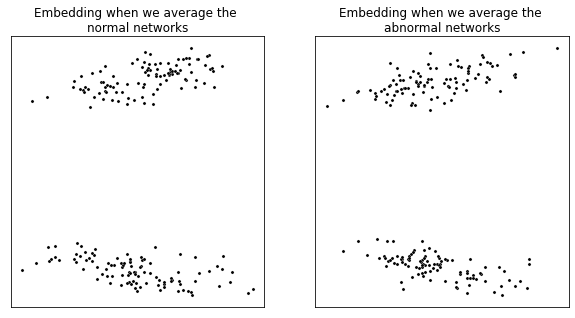 Embedding when we average the
normal networks
Embedding when we average the
abnormal networks